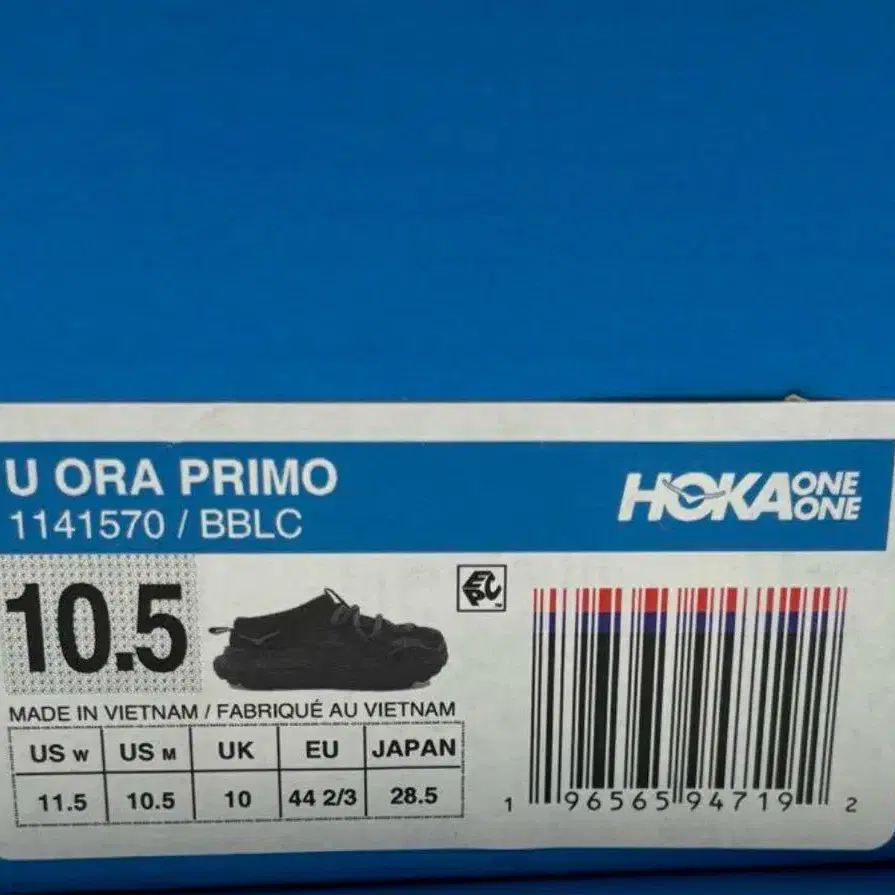 U ORA PRIMO
1141570 / BBLC
HOKA ONE ONE
10.5
EPC™
MADE IN VIETNAM / FABRIQUÉ AU VIETNAM
US W US M UK EU JAPAN
11.5 10.5 10 44 2/3 28.5
1 96565 94719 2